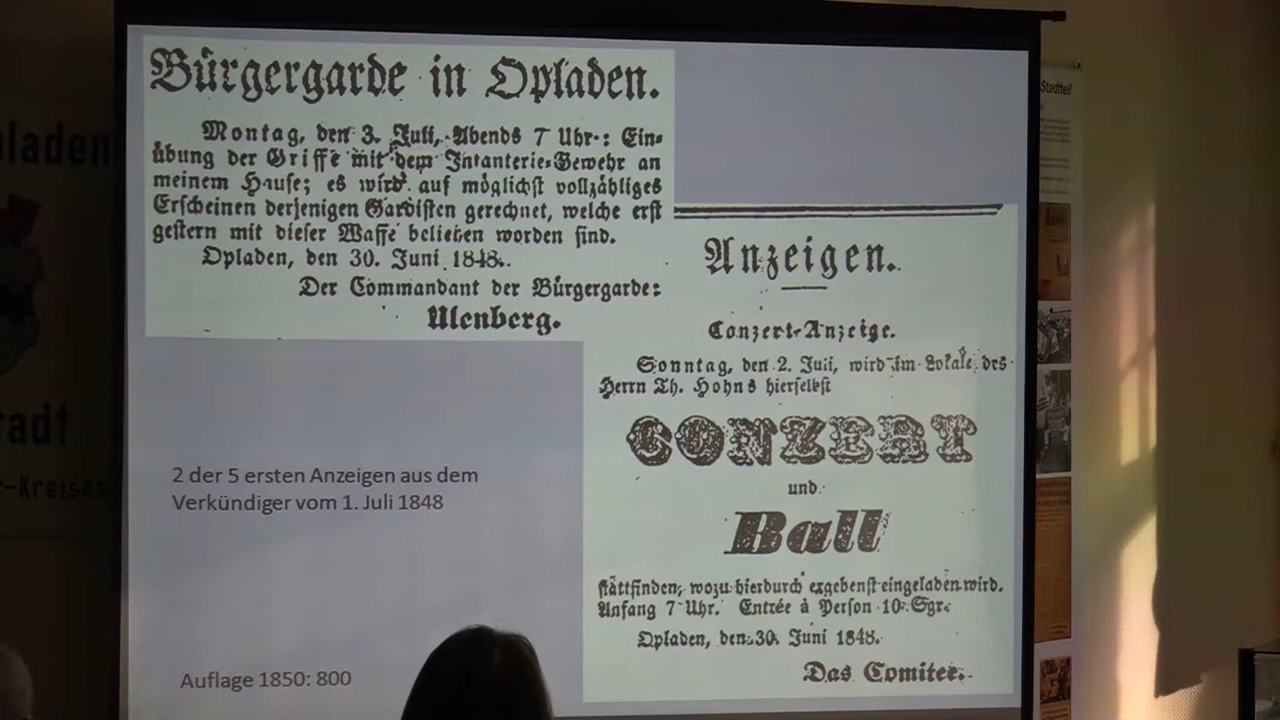 Bürgergarde in Opladen.
Montag, den 3. Juli, Abends 7 Uhr: Ein-
übung der Griffe mit dem Infanterie-Gewehr an
meinem Hause; es wird auf möglichst vollzähliges
Erscheinen derjenigen Gardisten gerechnet, welche erst
gestern mit dieser Waffe beliehen worden sind.
Opladen, den 30. Juni 1848.
Der Commandant der Bürgergarde:
Ulenberg.
Anzeigen.
Conzert-Anzeige.
Sonntag, den 2. Juli, wird im Lokale des
Herrn Th. Hohns hierselbst
CONZERT
und
Ball
stattfinden, wozu hierdurch ergebenst eingeladen wird.
Anfang 7 Uhr. Entrée à Person 10 Sgr.
Opladen, den 30. Juni 1848.
Das Comitee.
2 der 5 ersten Anzeigen aus dem
Verkündiger vom 1. Juli 1848
Auflage 1850: 800
laden
tadt
-Kreises
Stadtteil